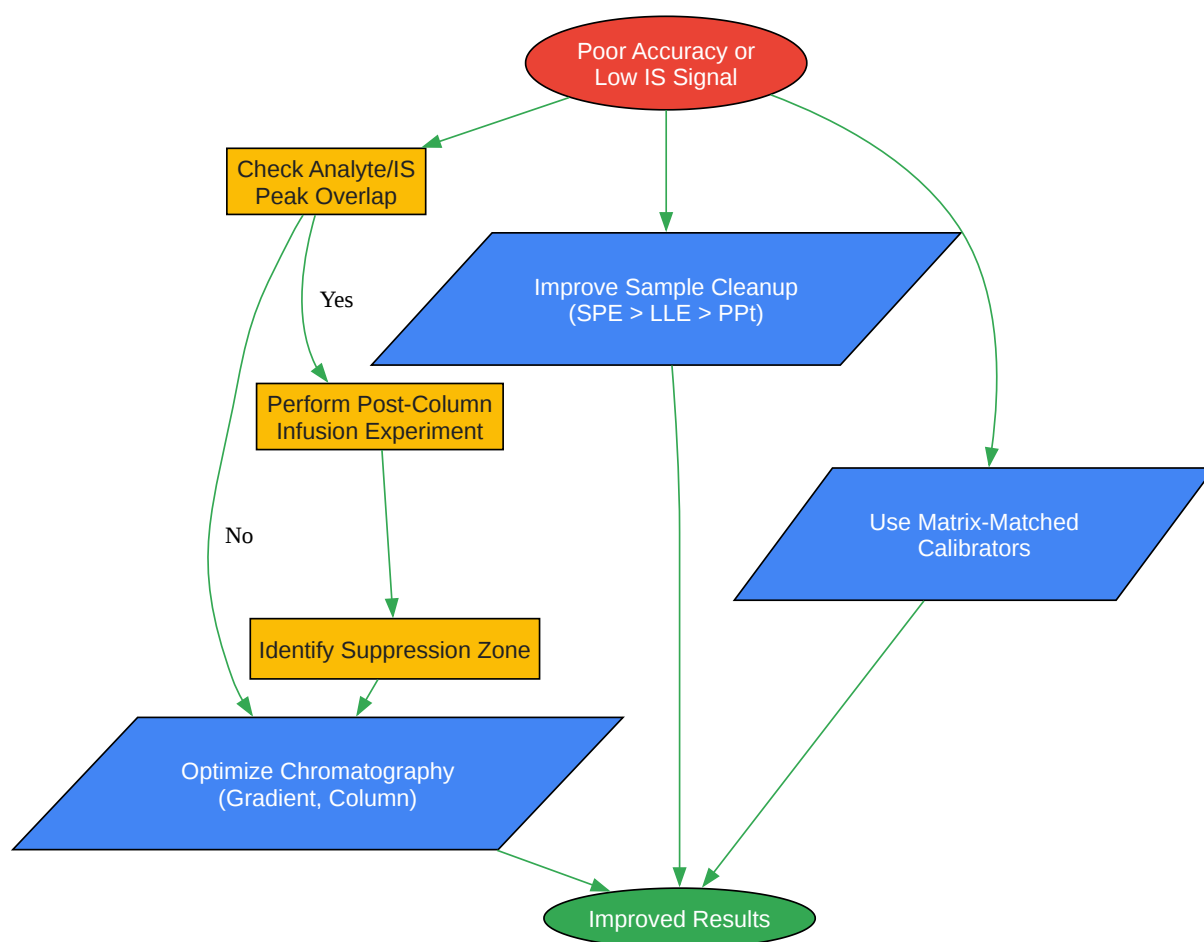 Poor Accuracy or
Low IS Signal
Check Analyte/IS
Peak Overlap
Yes
Improve Sample Cleanup
(SPE > LLE > PPt)
Perform Post-Column
Infusion Experiment
No
Use Matrix-Matched
Calibrators
Identify Suppression Zone
Optimize Chromatography
(Gradient, Column)
Improved Results